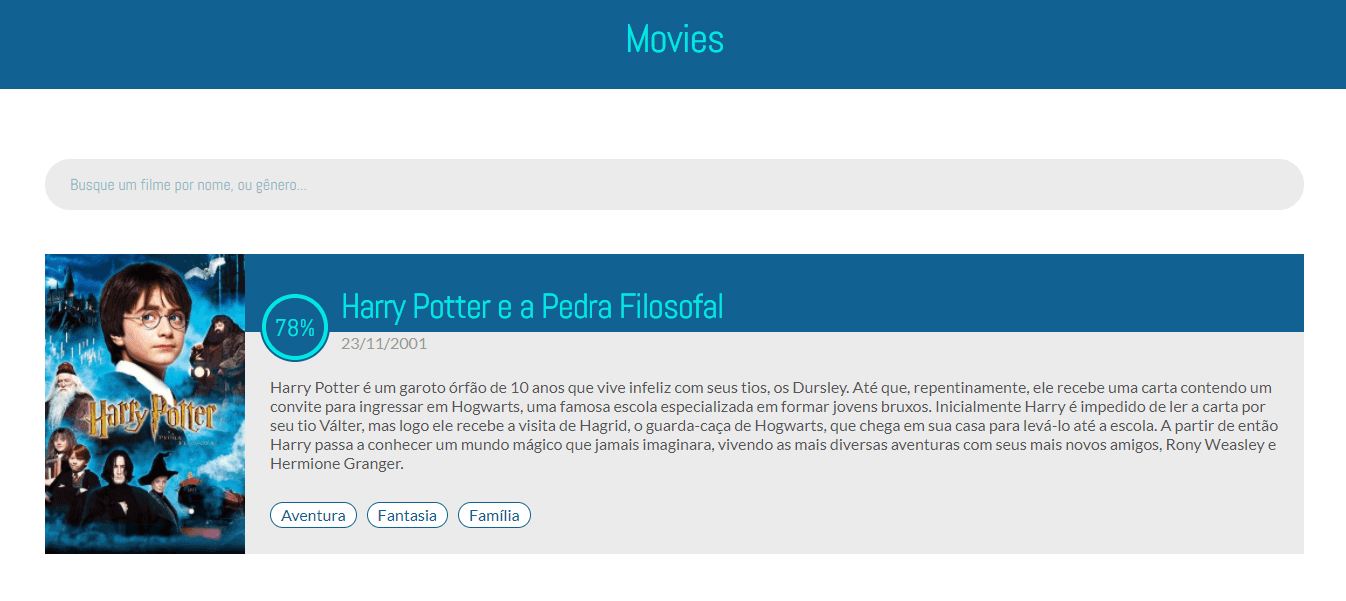 Movies
Busque um filme por nome, ou gênero...
Harry Potter e a Pedra Filosofal
78%
23/11/2001
Harry Potter é um garoto órfão de 10 anos que vive infeliz com seus tios, os Dursley. Até que, repentinamente, ele recebe uma carta contendo um
convite para ingressar em Hogwarts, uma famosa escola especializada em formar jovens bruxos. Inicialmente Harry é impedido de ler a carta por
seu tio Válter, mas logo ele recebe a visita de Hagrid, o guarda-caça de Hogwarts, que chega em sua casa para levá-lo até a escola. A partir de então
Harry passa a conhecer um mundo mágico que jamais imaginara, vivendo as mais diversas aventuras com seus mais novos amigos, Rony Weasley e
Hermione Granger.
Aventura Fantasia Família
Harry Potter